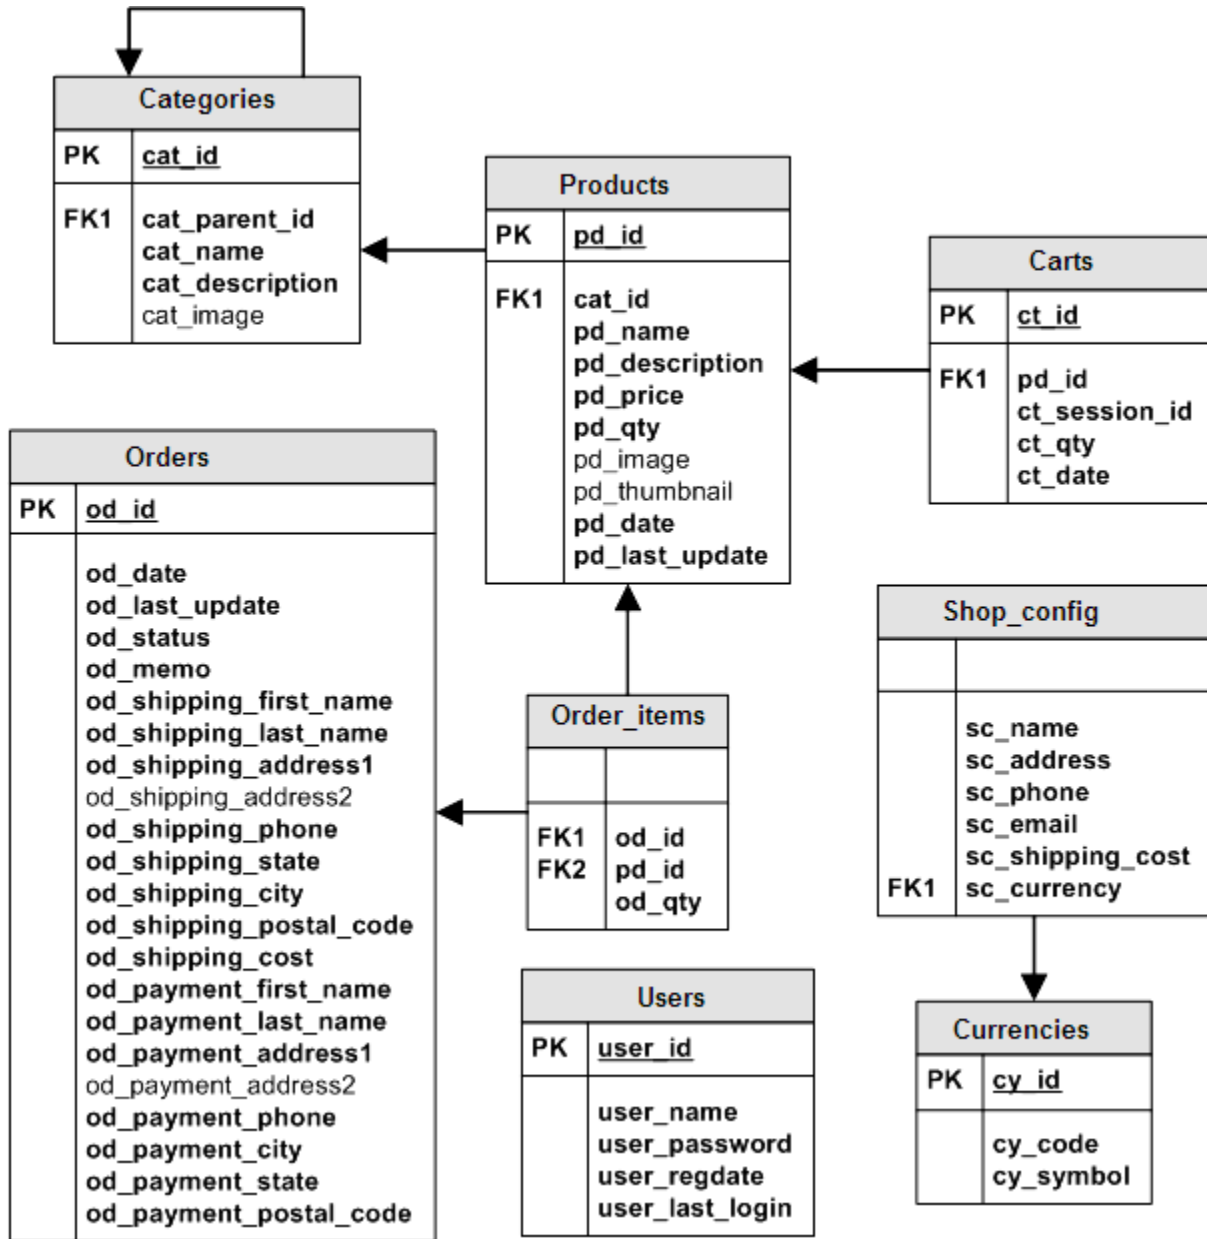 Categories
PK cat_id
FK1 cat_parent_id
cat_name
cat_description
cat_image
Products
PK pd_id
FK1 cat_id
pd_name
pd_description
pd_price
pd_qty
pd_image
pd_thumbnail
pd_date
pd_last_update
Carts
PK ct_id
FK1 pd_id
ct_session_id
ct_qty
ct_date
Orders
PK od_id
od_date
od_last_update
od_status
od_memo
od_shipping_first_name
od_shipping_last_name
od_shipping_address1
od_shipping_address2
od_shipping_phone
od_shipping_state
od_shipping_city
od_shipping_postal_code
od_shipping_cost
od_payment_first_name
od_payment_last_name
od_payment_address1
od_payment_address2
od_payment_phone
od_payment_city
od_payment_state
od_payment_postal_code
Order_items
FK1 od_id
FK2 pd_id
od_qty
Shop_config
sc_name
sc_address
sc_phone
sc_email
sc_shipping_cost
FK1 sc_currency
Users
PK user_id
user_name
user_password
user_regdate
user_last_login
Currencies
PK cy_id
cy_code
cy_symbol